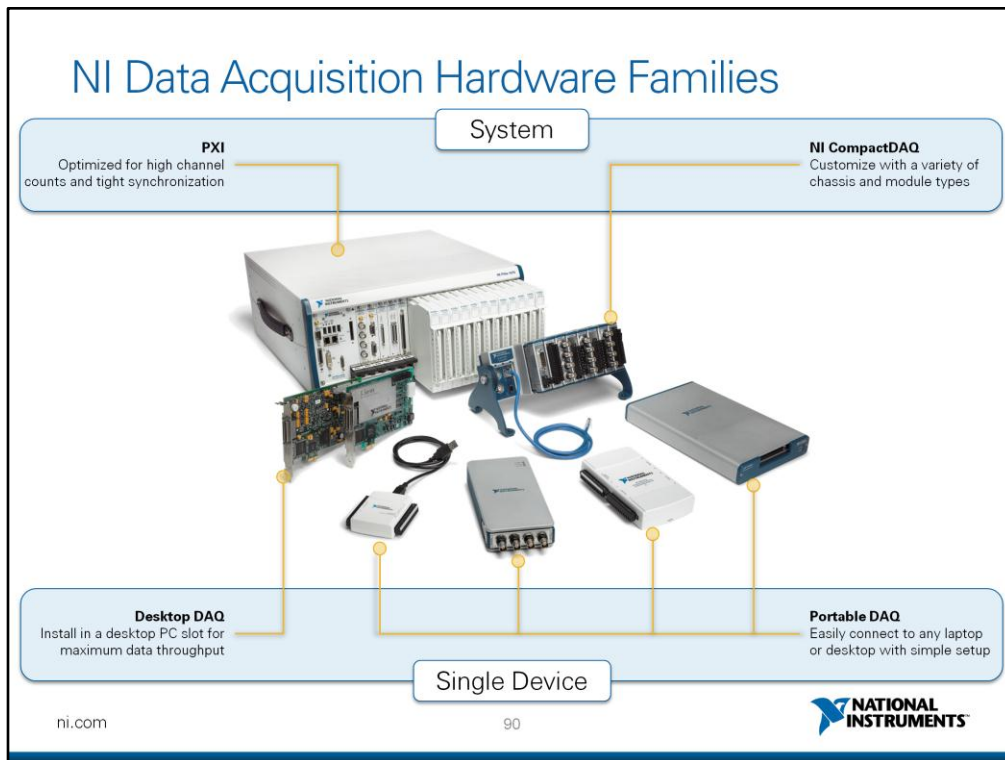 NI Data Acquisition Hardware Families
System
PXI
Optimized for high channel
counts and tight synchronization
NI CompactDAQ
Customize with a variety of
chassis and module types
NATIONAL
INSTRUMENTS
Desktop DAQ
Install in a desktop PC slot for
maximum data throughput
Portable DAQ
Easily connect to any laptop
or desktop with simple setup
Single Device
ni.com
90
NATIONAL
INSTRUMENTS™